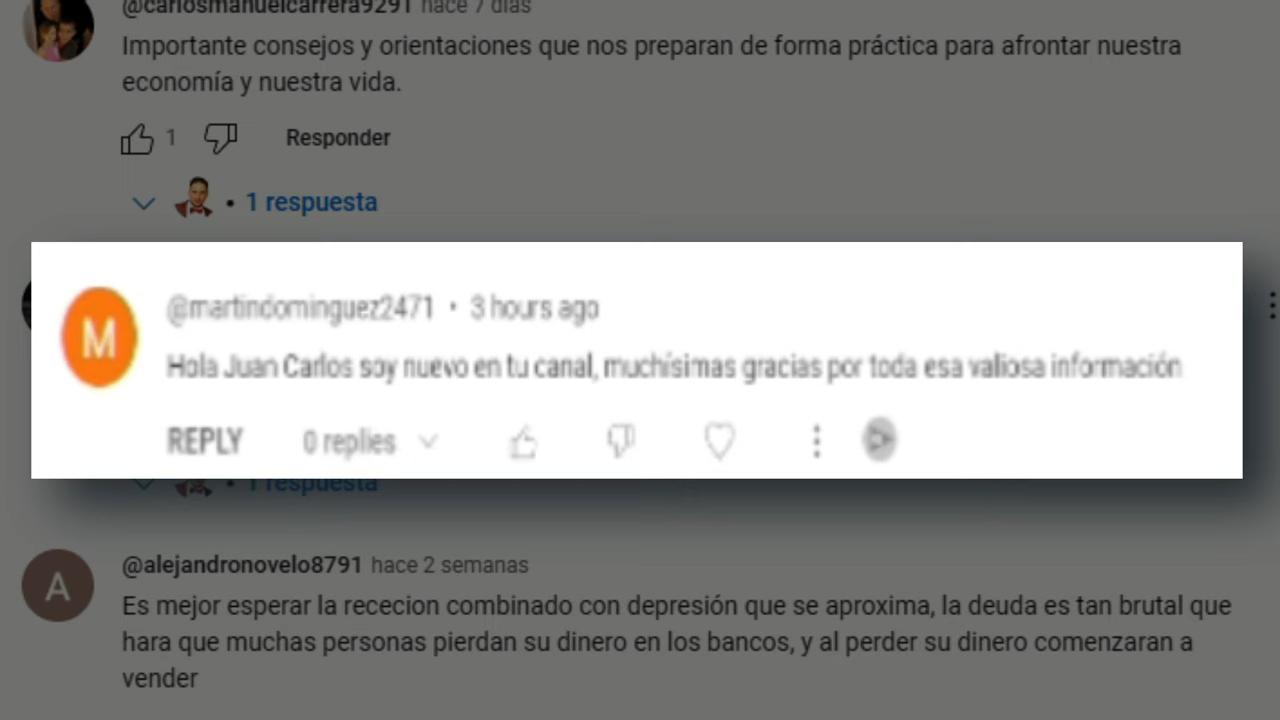 @carlosmanuelcarrera9291 hace 7 días
Importante consejos y orientaciones que nos preparan de forma práctica para afrontar nuestra
economía y nuestra vida.
1 Responder
• 1 respuesta
M
@martindominguez2471 • 3 hours ago
Hola Juan Carlos soy nuevo en tu canal, muchísimas gracias por toda esa valiosa información
REPLY 0 replies
• 1 respuesta
A
@alejandronovelo8791 hace 2 semanas
Es mejor esperar la rececion combinado con depresión que se aproxima, la deuda es tan brutal que
hara que muchas personas pierdan su dinero en los bancos, y al perder su dinero comenzaran a
vender